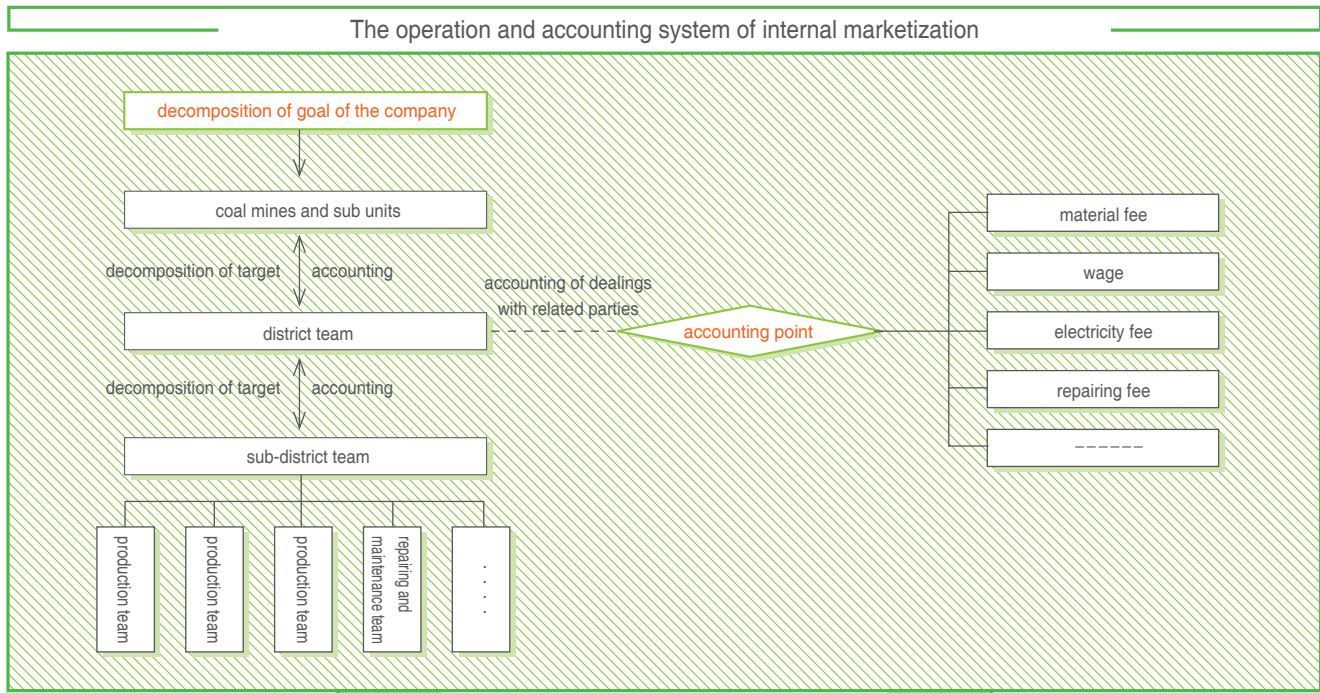 The operation and accounting system of internal marketization
decomposition of goal of the company
coal mines and sub units
decomposition of target
accounting
district team
accounting of dealings
with related parties
accounting point
decomposition of target
accounting
sub-district team
production team
production team
production team
repairing and
maintenance team
. . . .
material fee
wage
electricity fee
repairing fee
––––––